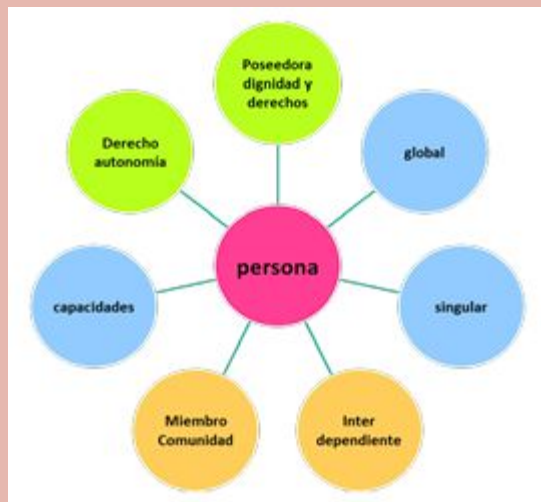 Poseedora
dignidad y
derechos
Derecho
autonomía
global
persona
capacidades
singular
Miembro
Comunidad
Inter
dependiente